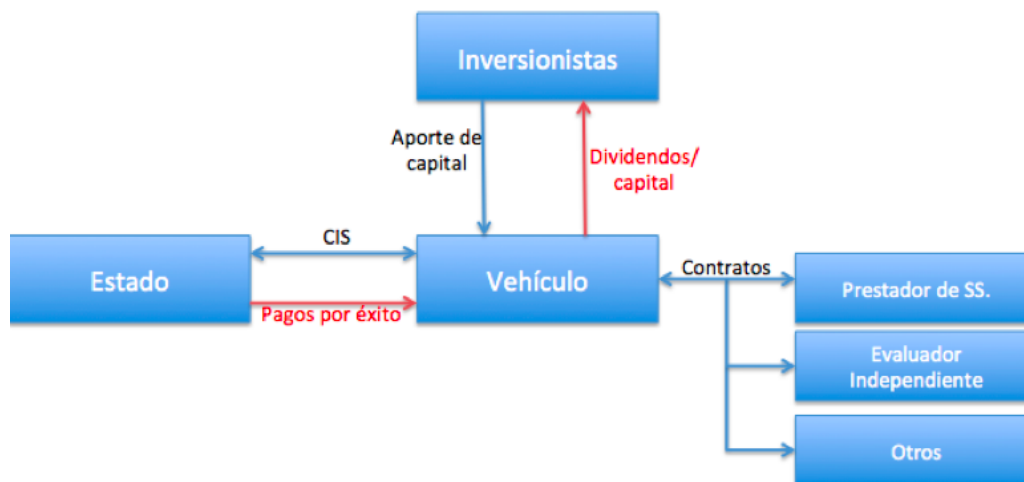 Inversionistas
Aporte de
capital
Dividendos/
capital
CIS
Estado
Vehículo
Contratos
Prestador de SS.
Pagos por éxito
Evaluador
Independiente
Otros